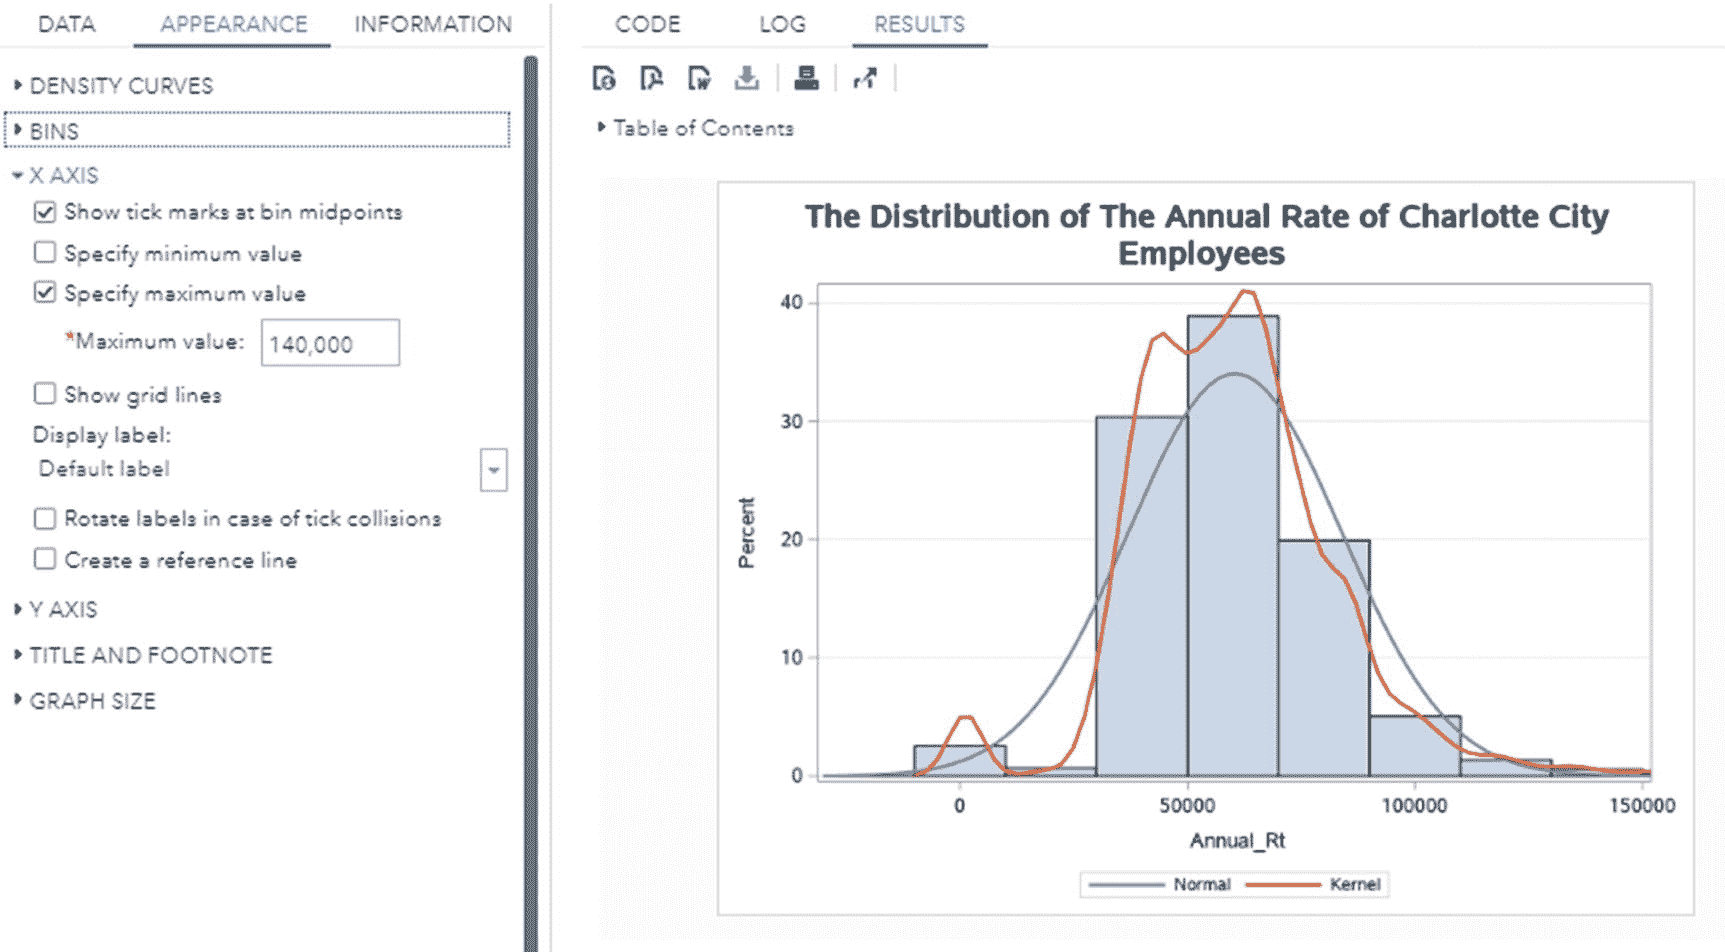 DATA APPEARANCE INFORMATION
DENSITY CURVES
BINS
X AXIS
Show tick marks at bin midpoints
Specify minimum value
Specify maximum value
*Maximum value: 140,000
Show grid lines
Display label:
Default label
Rotate labels in case of tick collisions
Create a reference line
Y AXIS
TITLE AND FOOTNOTE
GRAPH SIZE
CODE LOG RESULTS
Table of Contents
The Distribution of The Annual Rate of Charlotte City
Employees
40
30
20
10
0
Percent
0 50000 100000 150000
Annual_Rt
Normal Kernel